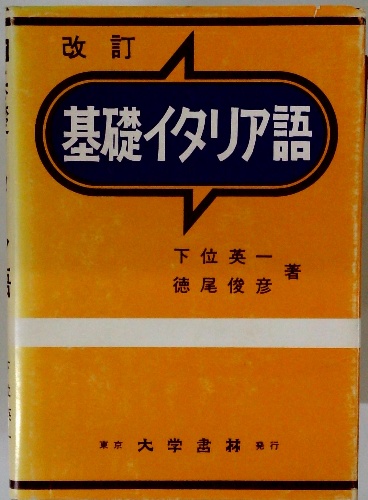 改訂
基礎イタリア語
下位英一
徳尾俊彦 著
東京 大学書林 発行